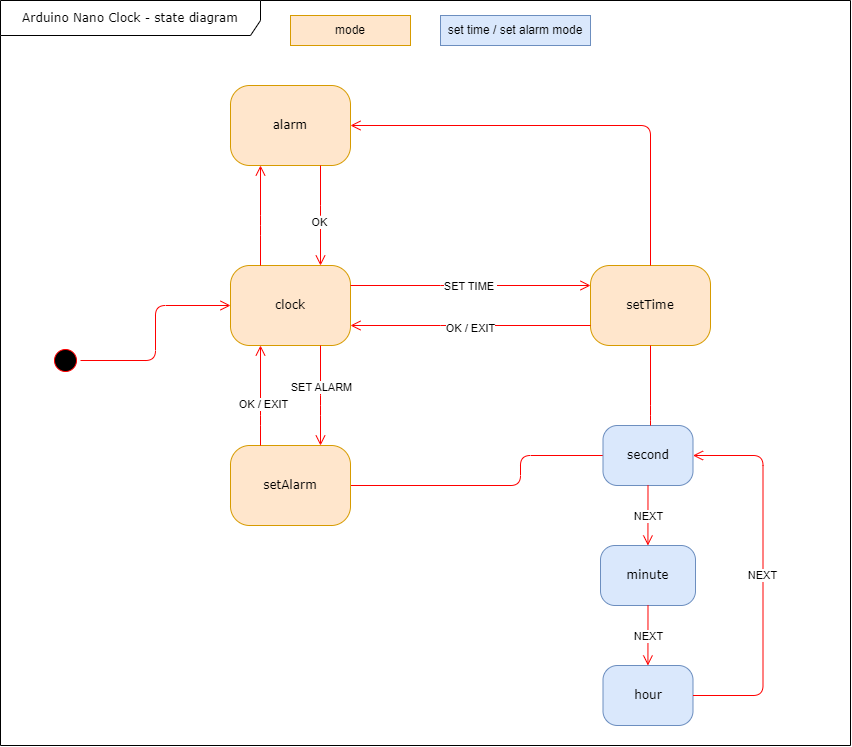 Arduino Nano Clock - state diagram
mode
set time / set alarm mode
alarm
OK
clock
SET TIME
setTime
OK / EXIT
SET ALARM
OK / EXIT
second
setAlarm
NEXT
minute
NEXT
NEXT
hour